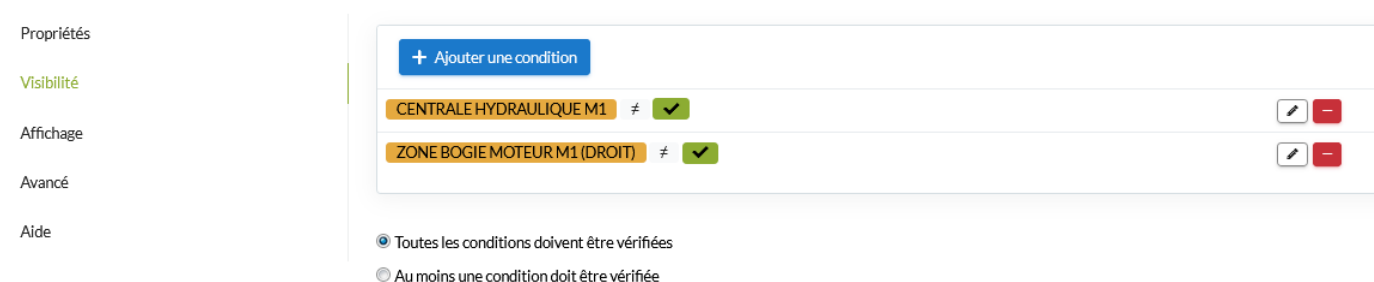 Propriétés
Visibilité
Affichage
Avancé
Aide
+ Ajouter une condition
CENTRALE HYDRAULIQUE M1 ≠ ✔
ZONE BOGIE MOTEUR M1 (DROIT) ≠ ✔
Toutes les conditions doivent être vérifiées
Au moins une condition doit être vérifiée